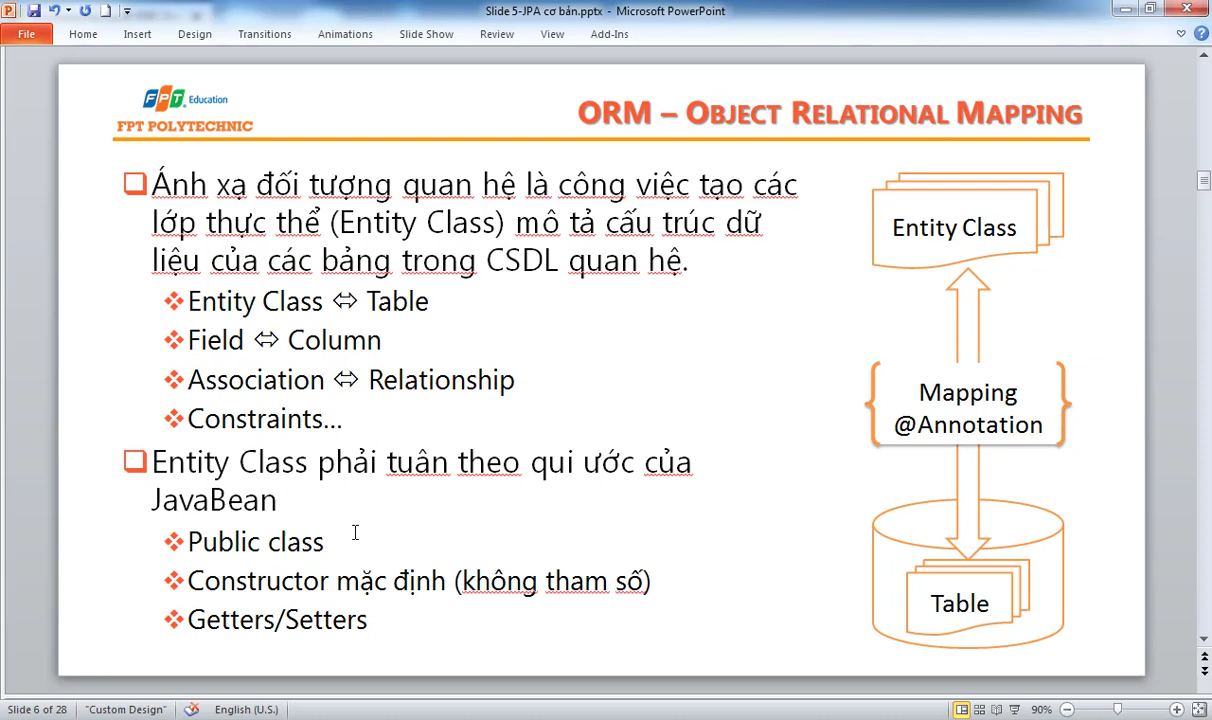 Slide 5-JPA cơ bản.pptx - Microsoft PowerPoint
File Home Insert Design Transitions Animations Slide Show Review View Add-Ins
FPT Education
FPT POLYTECHNIC
ORM – OBJECT RELATIONAL MAPPING
Ánh xạ đối tượng quan hệ là công việc tạo các
lớp thực thể (Entity Class) mô tả cấu trúc dữ
liệu của các bảng trong CSDL quan hệ.
Entity Class ⇔ Table
Field ⇔ Column
Association ⇔ Relationship
Constraints...
Entity Class phải tuân theo qui ước của
JavaBean
Public class
Constructor mặc định (không tham số)
Getters/Setters
Entity Class
Mapping
@Annotation
Table
Slide 6 of 28 "Custom Design" English (U.S.) 90%